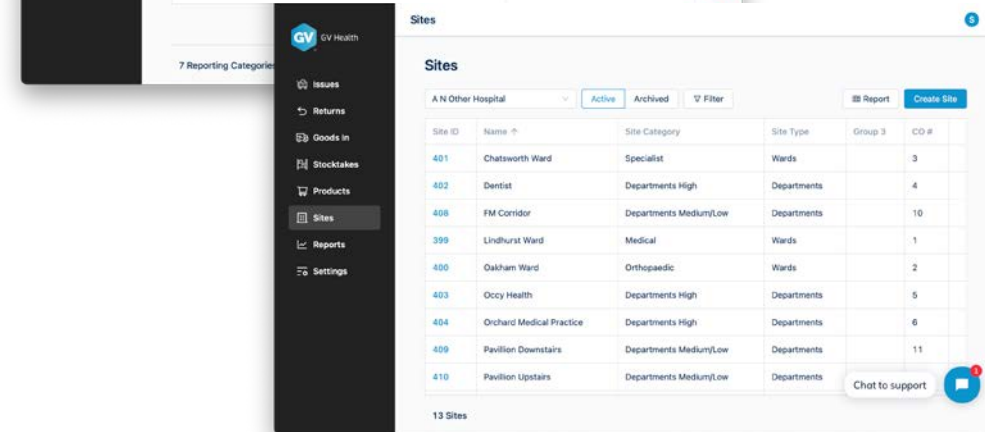 7 Reporting Categorie
GV GV Health
Issues
Returns
Goods In
Stocktakes
Products
Sites
Reports
Settings
Sites S
Sites
A N Other Hospital Active Archived Filter Report Create Site
Site ID Name ↑ Site Category Site Type Group 3 CO #
401 Chatsworth Ward Specialist Wards 3
402 Dentist Departments High Departments 4
408 FM Corridor Departments Medium/Low Departments 10
399 Lindhurst Ward Medical Wards 1
400 Oakham Ward Orthopaedic Wards 2
403 Occy Health Departments High Departments 5
404 Orchard Medical Practice Departments High Departments 6
409 Pavillion Downstairs Departments Medium/Low Departments 11
410 Pavillion Upstairs Departments Medium/Low Departments
Chat to support 1
13 Sites